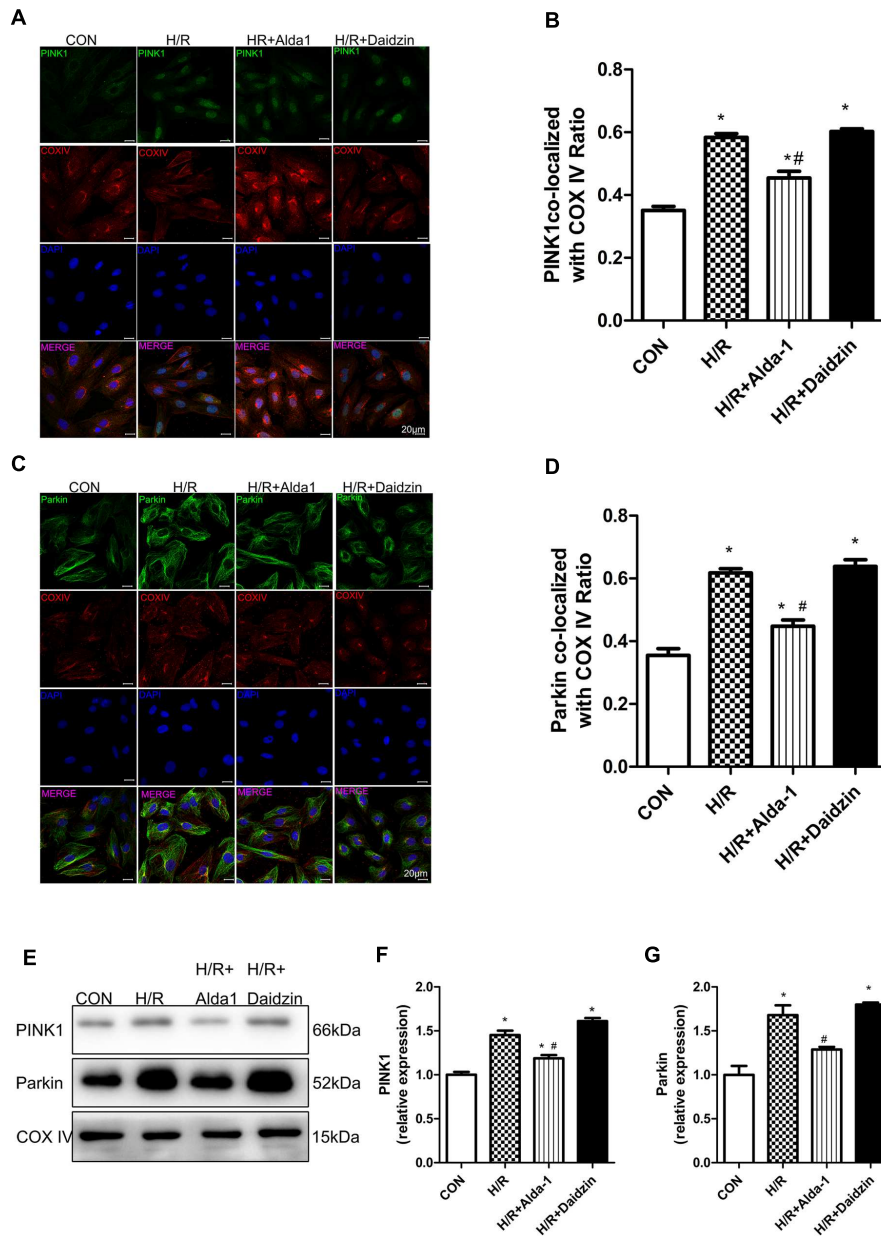 A
CON H/R HR+Alda1 H/R+Daidzin
PINK1 PINK1 PINK1 PINK1
COXIV COXIV COXIV COXIV
DAPI DAPI DAPI DAPI
MERGE MERGE MERGE MERGE
20μm
B
PINK1co-localized
with COX IV Ratio
0.8
0.6
0.4
0.2
0.0
*
*#
*
CON H/R H/R+Alda-1 H/R+Daidzin
C
CON H/R H/R+Alda1 H/R+Daidzin
Parkin Parkin Parkin Parkin
COXIV COXIV COXIV COXIV
DAPI DAPI DAPI DAPI
MERGE MERGE MERGE MERGE
20μm
D
Parkin co-localized
with COX IV Ratio
0.8
0.6
0.4
0.2
0.0
*
* #
*
CON H/R H/R+Alda-1 H/R+Daidzin
E
H/R+ H/R+
CON H/R Alda1 Daidzin
PINK1 66kDa
Parkin 52kDa
COX IV 15kDa
F
PINK1
(relative expression)
2.0
1.5
1.0
0.5
0.0
*
* #
*
CON H/R H/R+Alda-1 H/R+Daidzin
G
Parkin
(relative expression)
2.0
1.5
1.0
0.5
0.0
*
#
*
CON H/R H/R+Alda-1 H/R+Daidzin